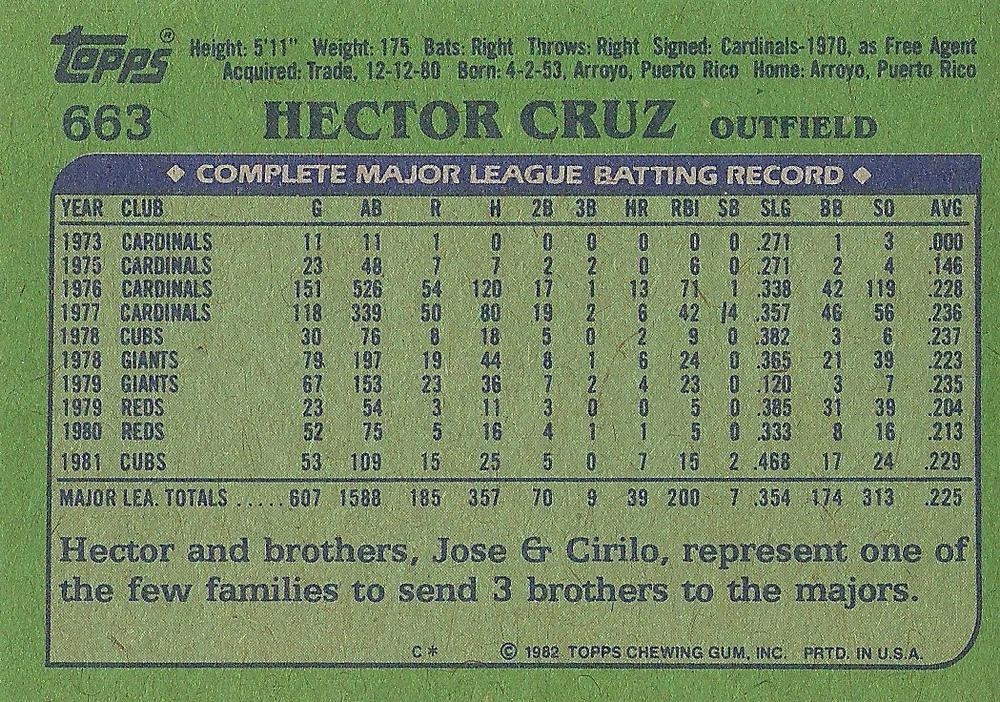 Topps® Height: 5'11" Weight: 175 Bats: Right Throws: Right Signed: Cardinals-1970, as Free Agent
Acquired: Trade, 12-12-80 Born: 4-2-53, Arroyo, Puerto Rico Home: Arroyo, Puerto Rico
663 HECTOR CRUZ OUTFIELD
◆ COMPLETE MAJOR LEAGUE BATTING RECORD ◆
YEAR CLUB G AB R H 2B 3B HR RBI SB SLG BB SO AVG
1973 CARDINALS 11 11 1 0 0 0 0 0 0 .271 1 3 .000
1975 CARDINALS 23 48 7 7 2 2 0 6 0 .271 2 4 .146
1976 CARDINALS 151 526 54 120 17 1 13 71 1 .338 42 119 .228
1977 CARDINALS 118 339 50 80 19 2 6 42 /4 .357 46 56 .236
1978 CUBS 30 76 8 18 5 0 2 9 0 .382 3 6 .237
1978 GIANTS 79 197 19 44 8 1 6 24 0 .365 21 39 .223
1979 GIANTS 67 153 23 36 7 2 4 23 0 .120 3 7 .235
1979 REDS 23 54 3 11 3 0 0 5 0 .385 31 39 .204
1980 REDS 52 75 5 16 4 1 1 5 0 .333 8 16 .213
1981 CUBS 53 109 15 25 5 0 7 15 2 .468 17 24 .229
MAJOR LEA. TOTALS ..... 607 1588 185 357 70 9 39 200 7 .354 174 313 .225
Hector and brothers, Jose & Cirilo, represent one of
the few families to send 3 brothers to the majors.
C* © 1982 TOPPS CHEWING GUM, INC. PRTD. IN U.S.A.